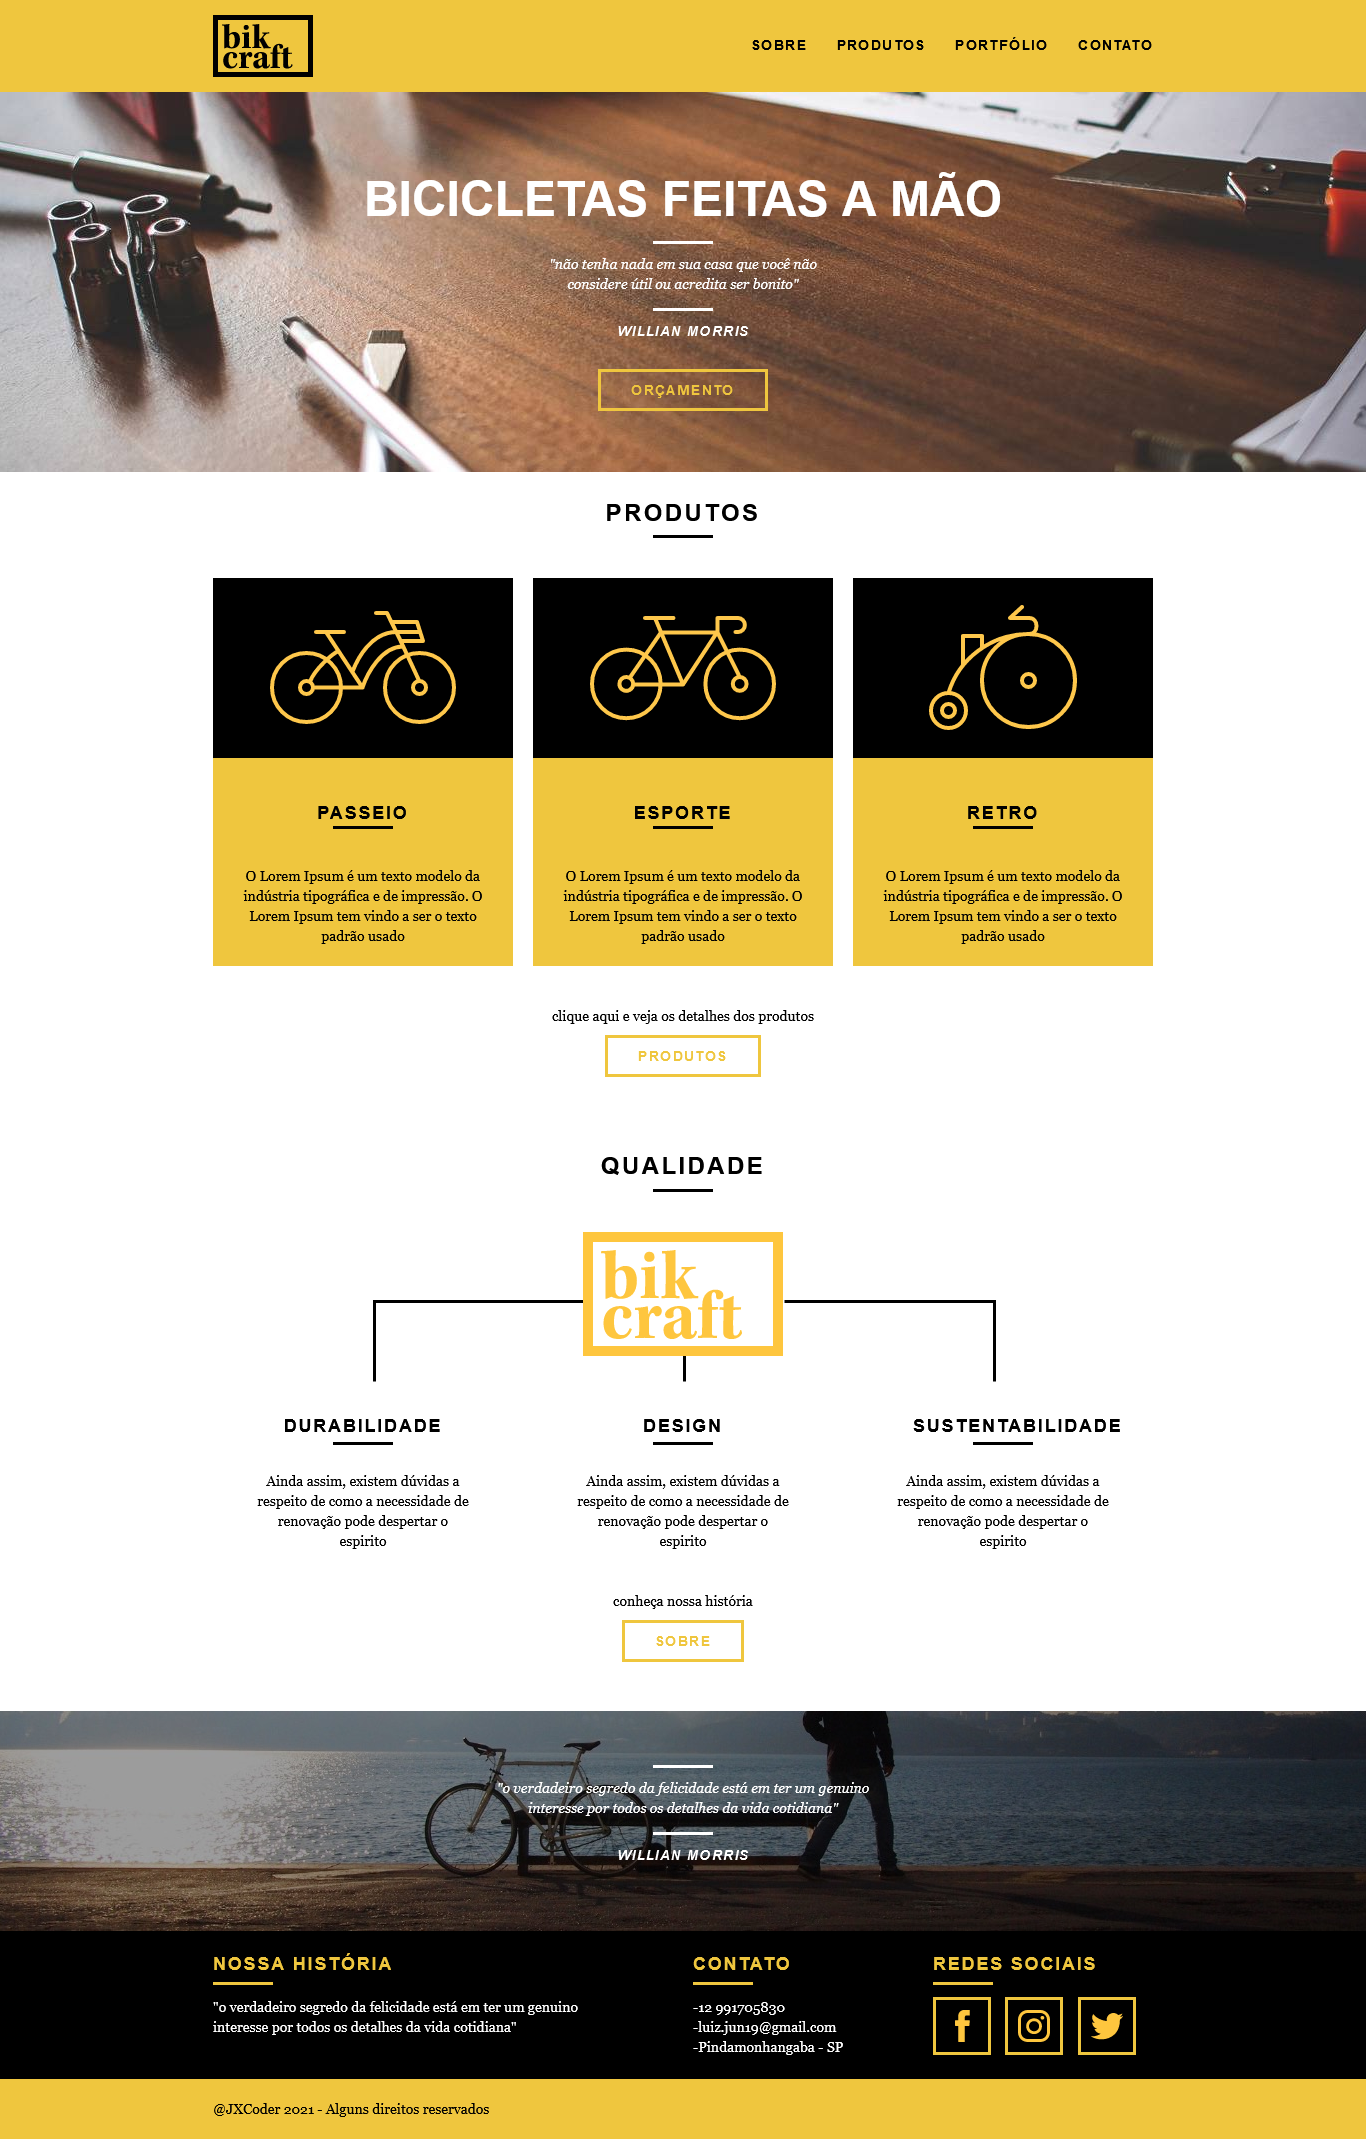 bik
craft
SOBRE PRODUTOS PORTFÓLIO CONTATO
BICICLETAS FEITAS A MÃO
"não tenha nada em sua casa que você não
considere útil ou acredita ser bonito"
WILLIAN MORRIS
ORÇAMENTO
PRODUTOS
PASSEIO
O Lorem Ipsum é um texto modelo da
indústria tipográfica e de impressão. O
Lorem Ipsum tem vindo a ser o texto
padrão usado
ESPORTE
O Lorem Ipsum é um texto modelo da
indústria tipográfica e de impressão. O
Lorem Ipsum tem vindo a ser o texto
padrão usado
RETRO
O Lorem Ipsum é um texto modelo da
indústria tipográfica e de impressão. O
Lorem Ipsum tem vindo a ser o texto
padrão usado
clique aqui e veja os detalhes dos produtos
PRODUTOS
QUALIDADE
bik
craft
DURABILIDADE
Ainda assim, existem dúvidas a
respeito de como a necessidade de
renovação pode despertar o
espirito
DESIGN
Ainda assim, existem dúvidas a
respeito de como a necessidade de
renovação pode despertar o
espirito
SUSTENTABILIDADE
Ainda assim, existem dúvidas a
respeito de como a necessidade de
renovação pode despertar o
espirito
conheça nossa história
SOBRE
"o verdadeiro segredo da felicidade está em ter um genuino
interesse por todos os detalhes da vida cotidiana"
WILLIAN MORRIS
NOSSA HISTÓRIA
"o verdadeiro segredo da felicidade está em ter um genuino
interesse por todos os detalhes da vida cotidiana"
CONTATO
-12 991705830
-luiz.jun19@gmail.com
-Pindamonhangaba - SP
REDES SOCIAIS
@JXCoder 2021 - Alguns direitos reservados